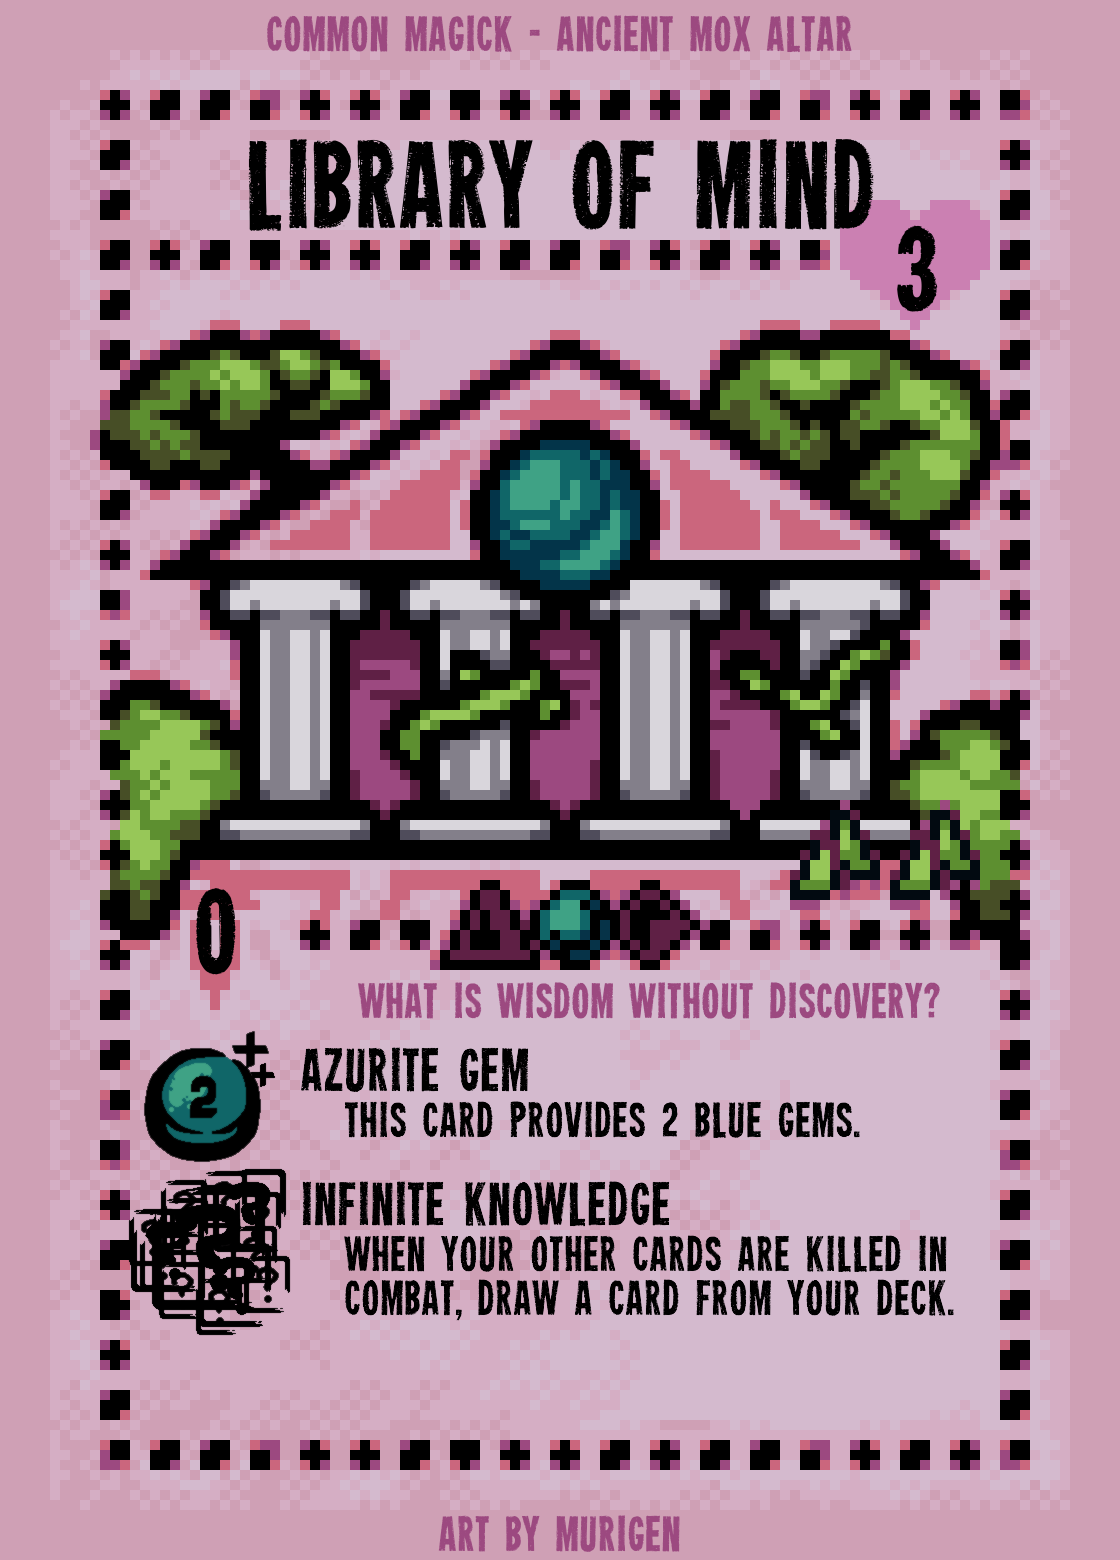 COMMON MAGICK - ANCIENT MOX ALTAR
LIBRARY OF MIND
3
0
WHAT IS WISDOM WITHOUT DISCOVERY?
2
AZURITE GEM
THIS CARD PROVIDES 2 BLUE GEMS.
INFINITE KNOWLEDGE
WHEN YOUR OTHER CARDS ARE KILLED IN
COMBAT, DRAW A CARD FROM YOUR DECK.
ART BY MURIGEN